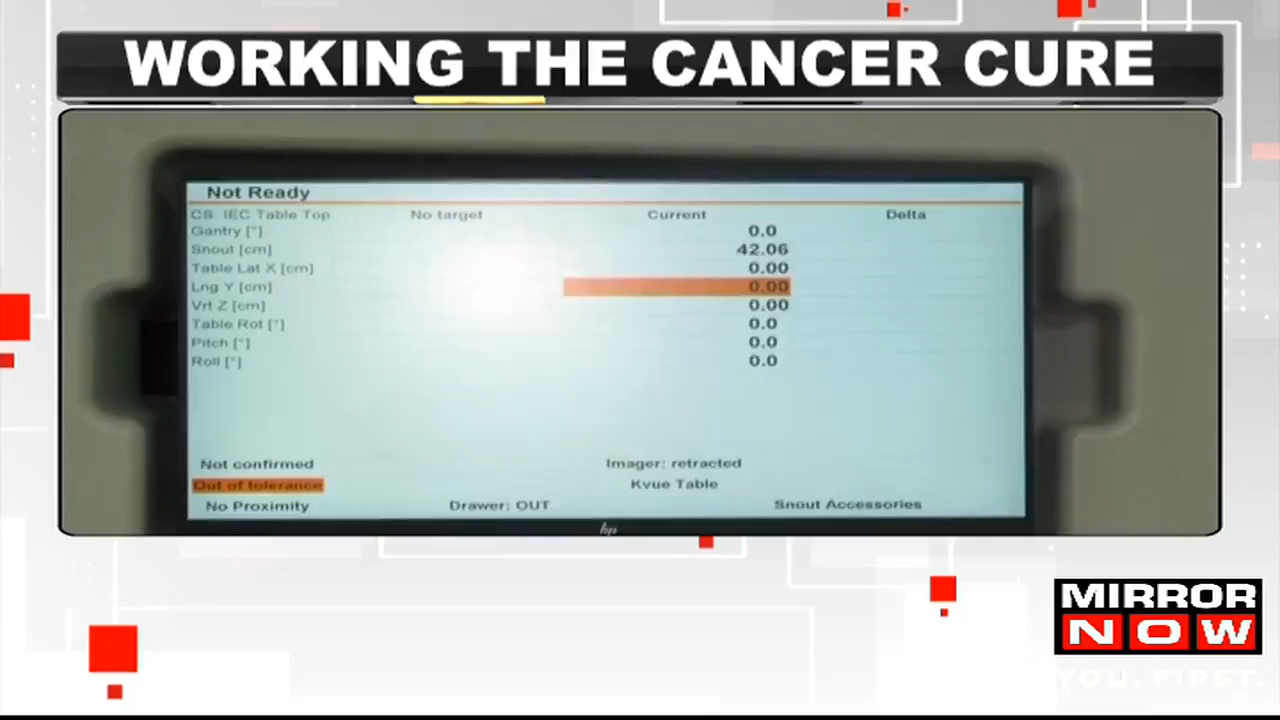 WORKING THE CANCER CURE
Not Ready
CS IEC Table Top No target Current Delta
Gantry [°] 0.0
Snout [cm] 42.06
Table Lat X [cm] 0.00
Lng Y [cm] 0.00
Vrt Z [cm] 0.00
Table Rot [°] 0.0
Pitch [°] 0.0
Roll [°] 0.0
Not confirmed Imager: retracted
Out of tolerance Kvue Table
No Proximity Drawer: OUT Snout Accessories
hp
MIRROR
NOW
YOU. FIRST.